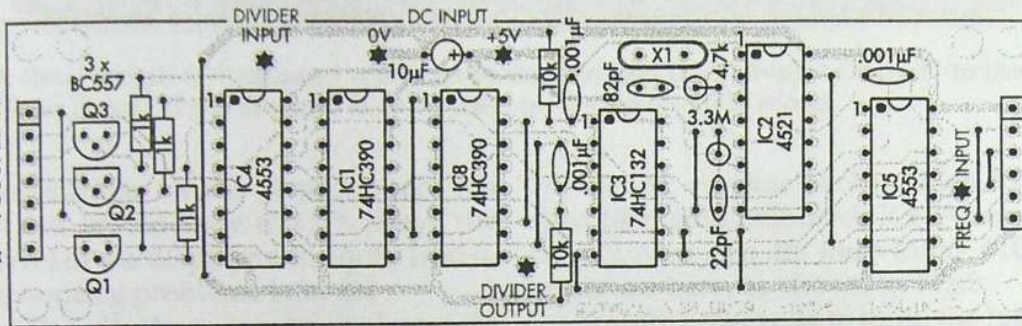 DIVIDER
INPUT
DC INPUT
0V
+5V
10µF
+
3 x
BC557
Q3
Q2
Q1
1k
1k
1k
1
IC4
4553
IC1
74HC390
1
IC8
74HC390
10k
.001µF
.001µF
10k
DIVIDER
OUTPUT
82pF
X1
4.7k
3.3M
22pF
1
IC3
74HC132
1
IC2
4521
.001µF
1
IC5
4553
FREQ INPUT